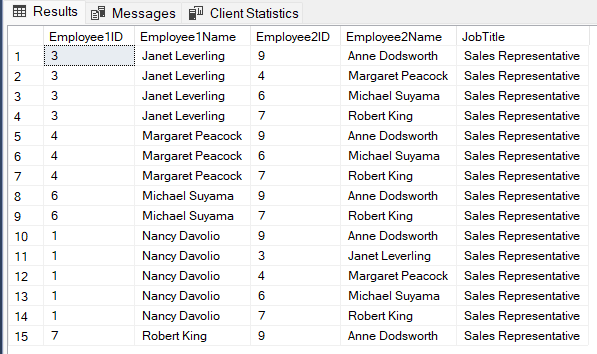 Results Messages Client Statistics
Employee1ID Employee1Name Employee2ID Employee2Name JobTitle
1 3 Janet Leverling 9 Anne Dodsworth Sales Representative
2 3 Janet Leverling 4 Margaret Peacock Sales Representative
3 3 Janet Leverling 6 Michael Suyama Sales Representative
4 3 Janet Leverling 7 Robert King Sales Representative
5 4 Margaret Peacock 9 Anne Dodsworth Sales Representative
6 4 Margaret Peacock 6 Michael Suyama Sales Representative
7 4 Margaret Peacock 7 Robert King Sales Representative
8 6 Michael Suyama 9 Anne Dodsworth Sales Representative
9 6 Michael Suyama 7 Robert King Sales Representative
10 1 Nancy Davolio 9 Anne Dodsworth Sales Representative
11 1 Nancy Davolio 3 Janet Leverling Sales Representative
12 1 Nancy Davolio 4 Margaret Peacock Sales Representative
13 1 Nancy Davolio 6 Michael Suyama Sales Representative
14 1 Nancy Davolio 7 Robert King Sales Representative
15 7 Robert King 9 Anne Dodsworth Sales Representative